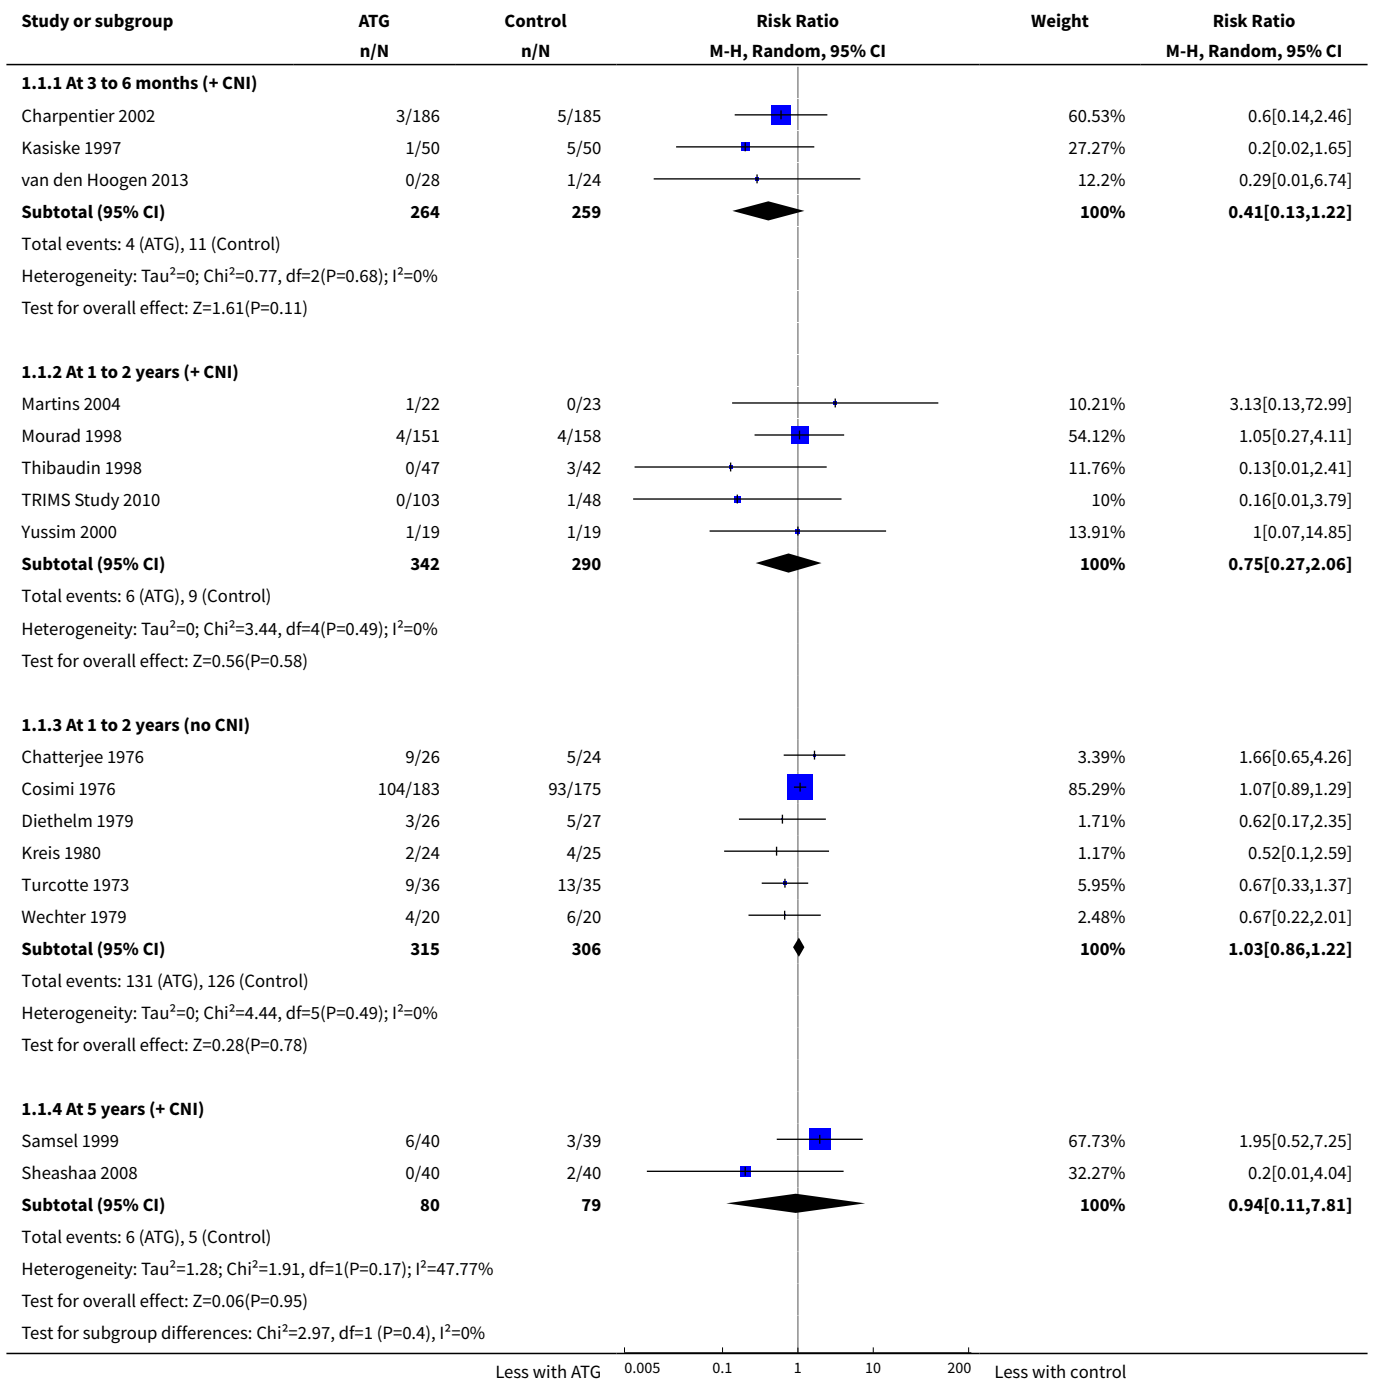 Study or subgroup ATG Control Risk Ratio Weight Risk Ratio
n/N n/N M-H, Random, 95% CI M-H, Random, 95% CI
1.1.1 At 3 to 6 months (+ CNI)
Charpentier 2002 3/186 5/185 60.53% 0.6[0.14,2.46]
Kasiske 1997 1/50 5/50 27.27% 0.2[0.02,1.65]
van den Hoogen 2013 0/28 1/24 12.2% 0.29[0.01,6.74]
Subtotal (95% CI) 264 259 100% 0.41[0.13,1.22]
Total events: 4 (ATG), 11 (Control)
Heterogeneity: Tau²=0; Chi²=0.77, df=2(P=0.68); I²=0%
Test for overall effect: Z=1.61(P=0.11)
1.1.2 At 1 to 2 years (+ CNI)
Martins 2004 1/22 0/23 10.21% 3.13[0.13,72.99]
Mourad 1998 4/151 4/158 54.12% 1.05[0.27,4.11]
Thibaudin 1998 0/47 3/42 11.76% 0.13[0.01,2.41]
TRIMS Study 2010 0/103 1/48 10% 0.16[0.01,3.79]
Yussim 2000 1/19 1/19 13.91% 1[0.07,14.85]
Subtotal (95% CI) 342 290 100% 0.75[0.27,2.06]
Total events: 6 (ATG), 9 (Control)
Heterogeneity: Tau²=0; Chi²=3.44, df=4(P=0.49); I²=0%
Test for overall effect: Z=0.56(P=0.58)
1.1.3 At 1 to 2 years (no CNI)
Chatterjee 1976 9/26 5/24 3.39% 1.66[0.65,4.26]
Cosimi 1976 104/183 93/175 85.29% 1.07[0.89,1.29]
Diethelm 1979 3/26 5/27 1.71% 0.62[0.17,2.35]
Kreis 1980 2/24 4/25 1.17% 0.52[0.1,2.59]
Turcotte 1973 9/36 13/35 5.95% 0.67[0.33,1.37]
Wechter 1979 4/20 6/20 2.48% 0.67[0.22,2.01]
Subtotal (95% CI) 315 306 100% 1.03[0.86,1.22]
Total events: 131 (ATG), 126 (Control)
Heterogeneity: Tau²=0; Chi²=4.44, df=5(P=0.49); I²=0%
Test for overall effect: Z=0.28(P=0.78)
1.1.4 At 5 years (+ CNI)
Samsel 1999 6/40 3/39 67.73% 1.95[0.52,7.25]
Sheashaa 2008 0/40 2/40 32.27% 0.2[0.01,4.04]
Subtotal (95% CI) 80 79 100% 0.94[0.11,7.81]
Total events: 6 (ATG), 5 (Control)
Heterogeneity: Tau²=1.28; Chi²=1.91, df=1(P=0.17); I²=47.77%
Test for overall effect: Z=0.06(P=0.95)
Test for subgroup differences: Chi²=2.97, df=1 (P=0.4), I²=0%
Less with ATG 0.005 0.1 1 10 200 Less with control